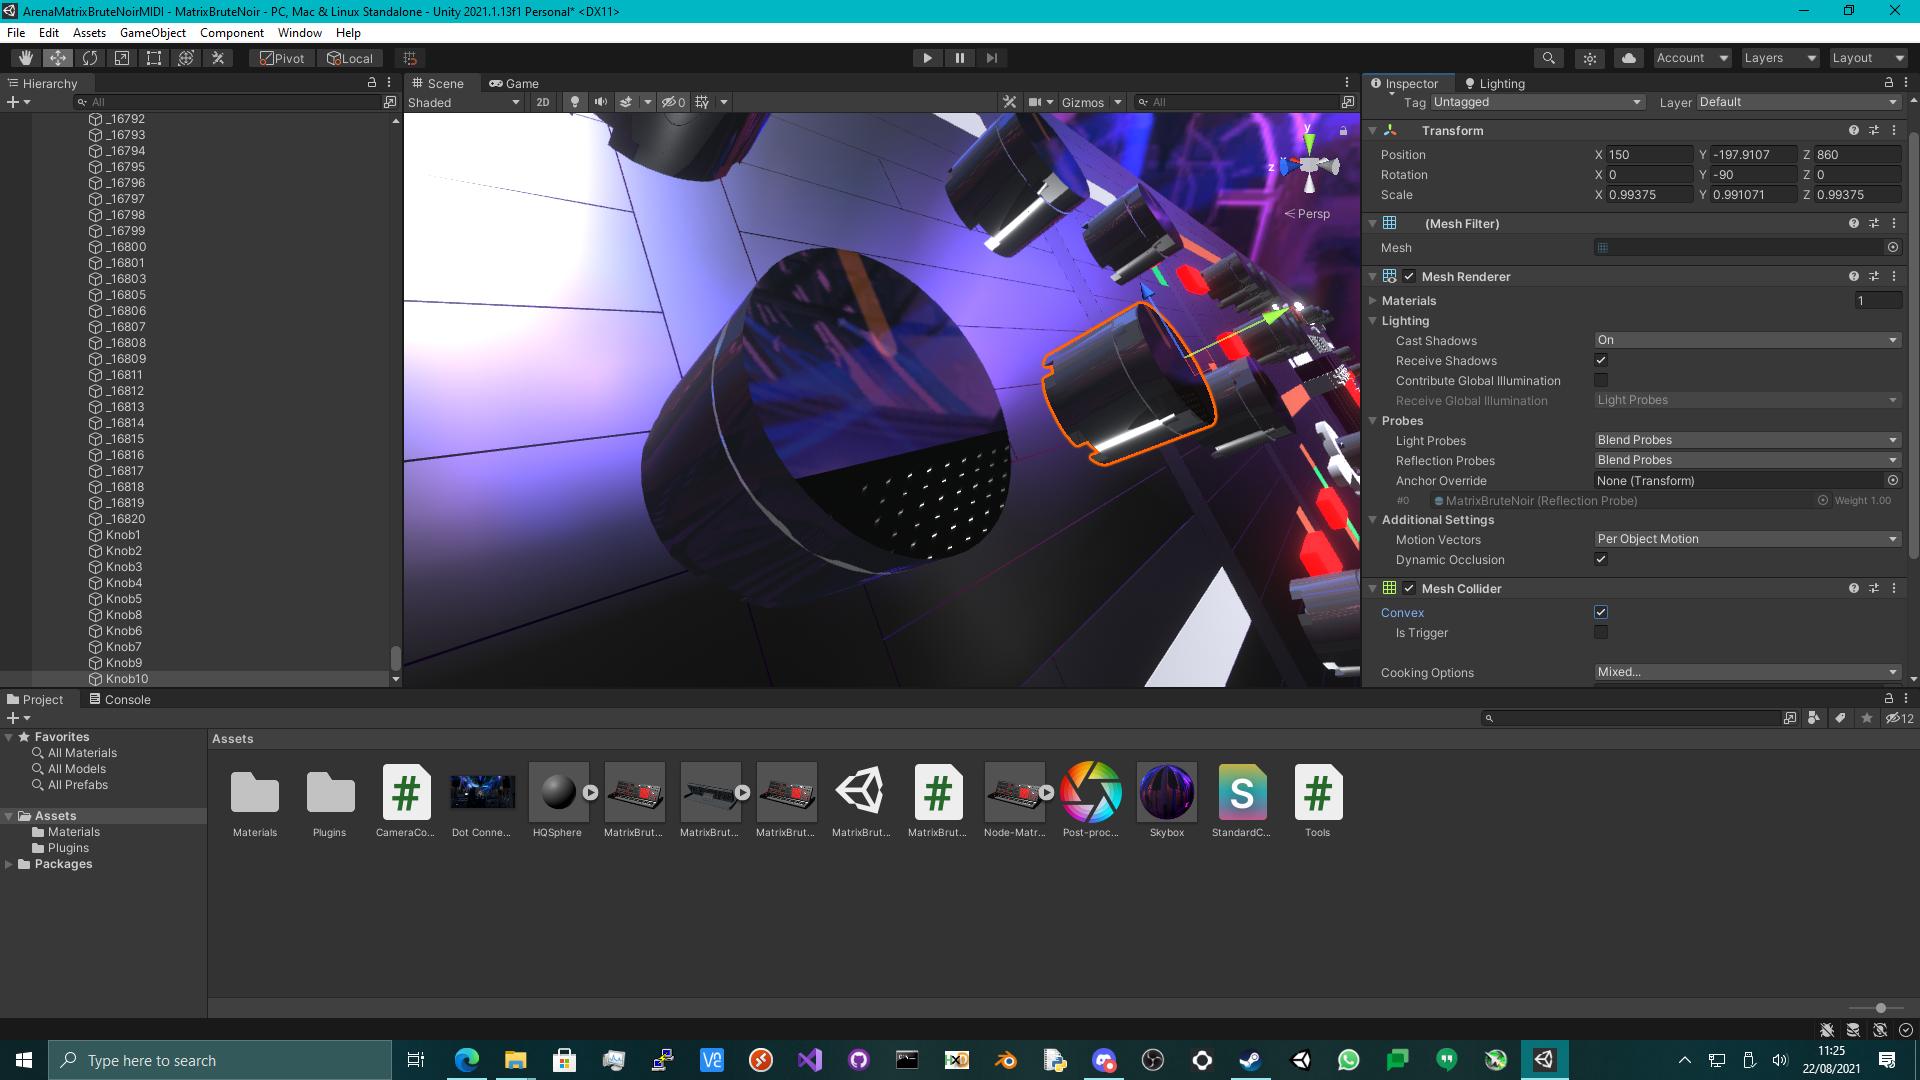 ArenaMatrixBruteNoirMIDI - MatrixBruteNoir - PC, Mac & Linux Standalone - Unity 2021.1.13f1 Personal* <DX11>
File Edit Assets GameObject Component Window Help
Pivot Local Account Layers Layout
Hierarchy
All
_16792
_16793
_16794
_16795
_16796
_16797
_16798
_16799
_16800
_16801
_16803
_16805
_16806
_16807
_16808
_16809
_16811
_16812
_16813
_16814
_16815
_16816
_16817
_16818
_16819
_16820
Knob1
Knob2
Knob3
Knob4
Knob5
Knob8
Knob6
Knob7
Knob9
Knob10
Scene Game
Shaded 2D 0 Gizmos All
y
z
Persp
Inspector Lighting
Tag Untagged Layer Default
Transform
Position X 150 Y -197.9107 Z 860
Rotation X 0 Y -90 Z 0
Scale X 0.99375 Y 0.991071 Z 0.99375
(Mesh Filter)
Mesh
Mesh Renderer
Materials 1
Lighting
Cast Shadows On
Receive Shadows
Contribute Global Illumination
Receive Global Illumination Light Probes
Probes
Light Probes Blend Probes
Reflection Probes Blend Probes
Anchor Override None (Transform)
#0 MatrixBruteNoir (Reflection Probe) Weight 1.00
Additional Settings
Motion Vectors Per Object Motion
Dynamic Occlusion
Mesh Collider
Convex
Is Trigger
Cooking Options Mixed...
Project Console
12
Favorites
All Materials
All Models
All Prefabs
Assets
Materials
Plugins
Packages
Assets
Materials Plugins CameraCo... Dot Conne... HQSphere MatrixBrut... MatrixBrut... MatrixBrut... MatrixBrut... MatrixBrut... Node-Matr... Post-proc... Skybox StandardC... Tools
Type here to search
11:25
22/08/2021